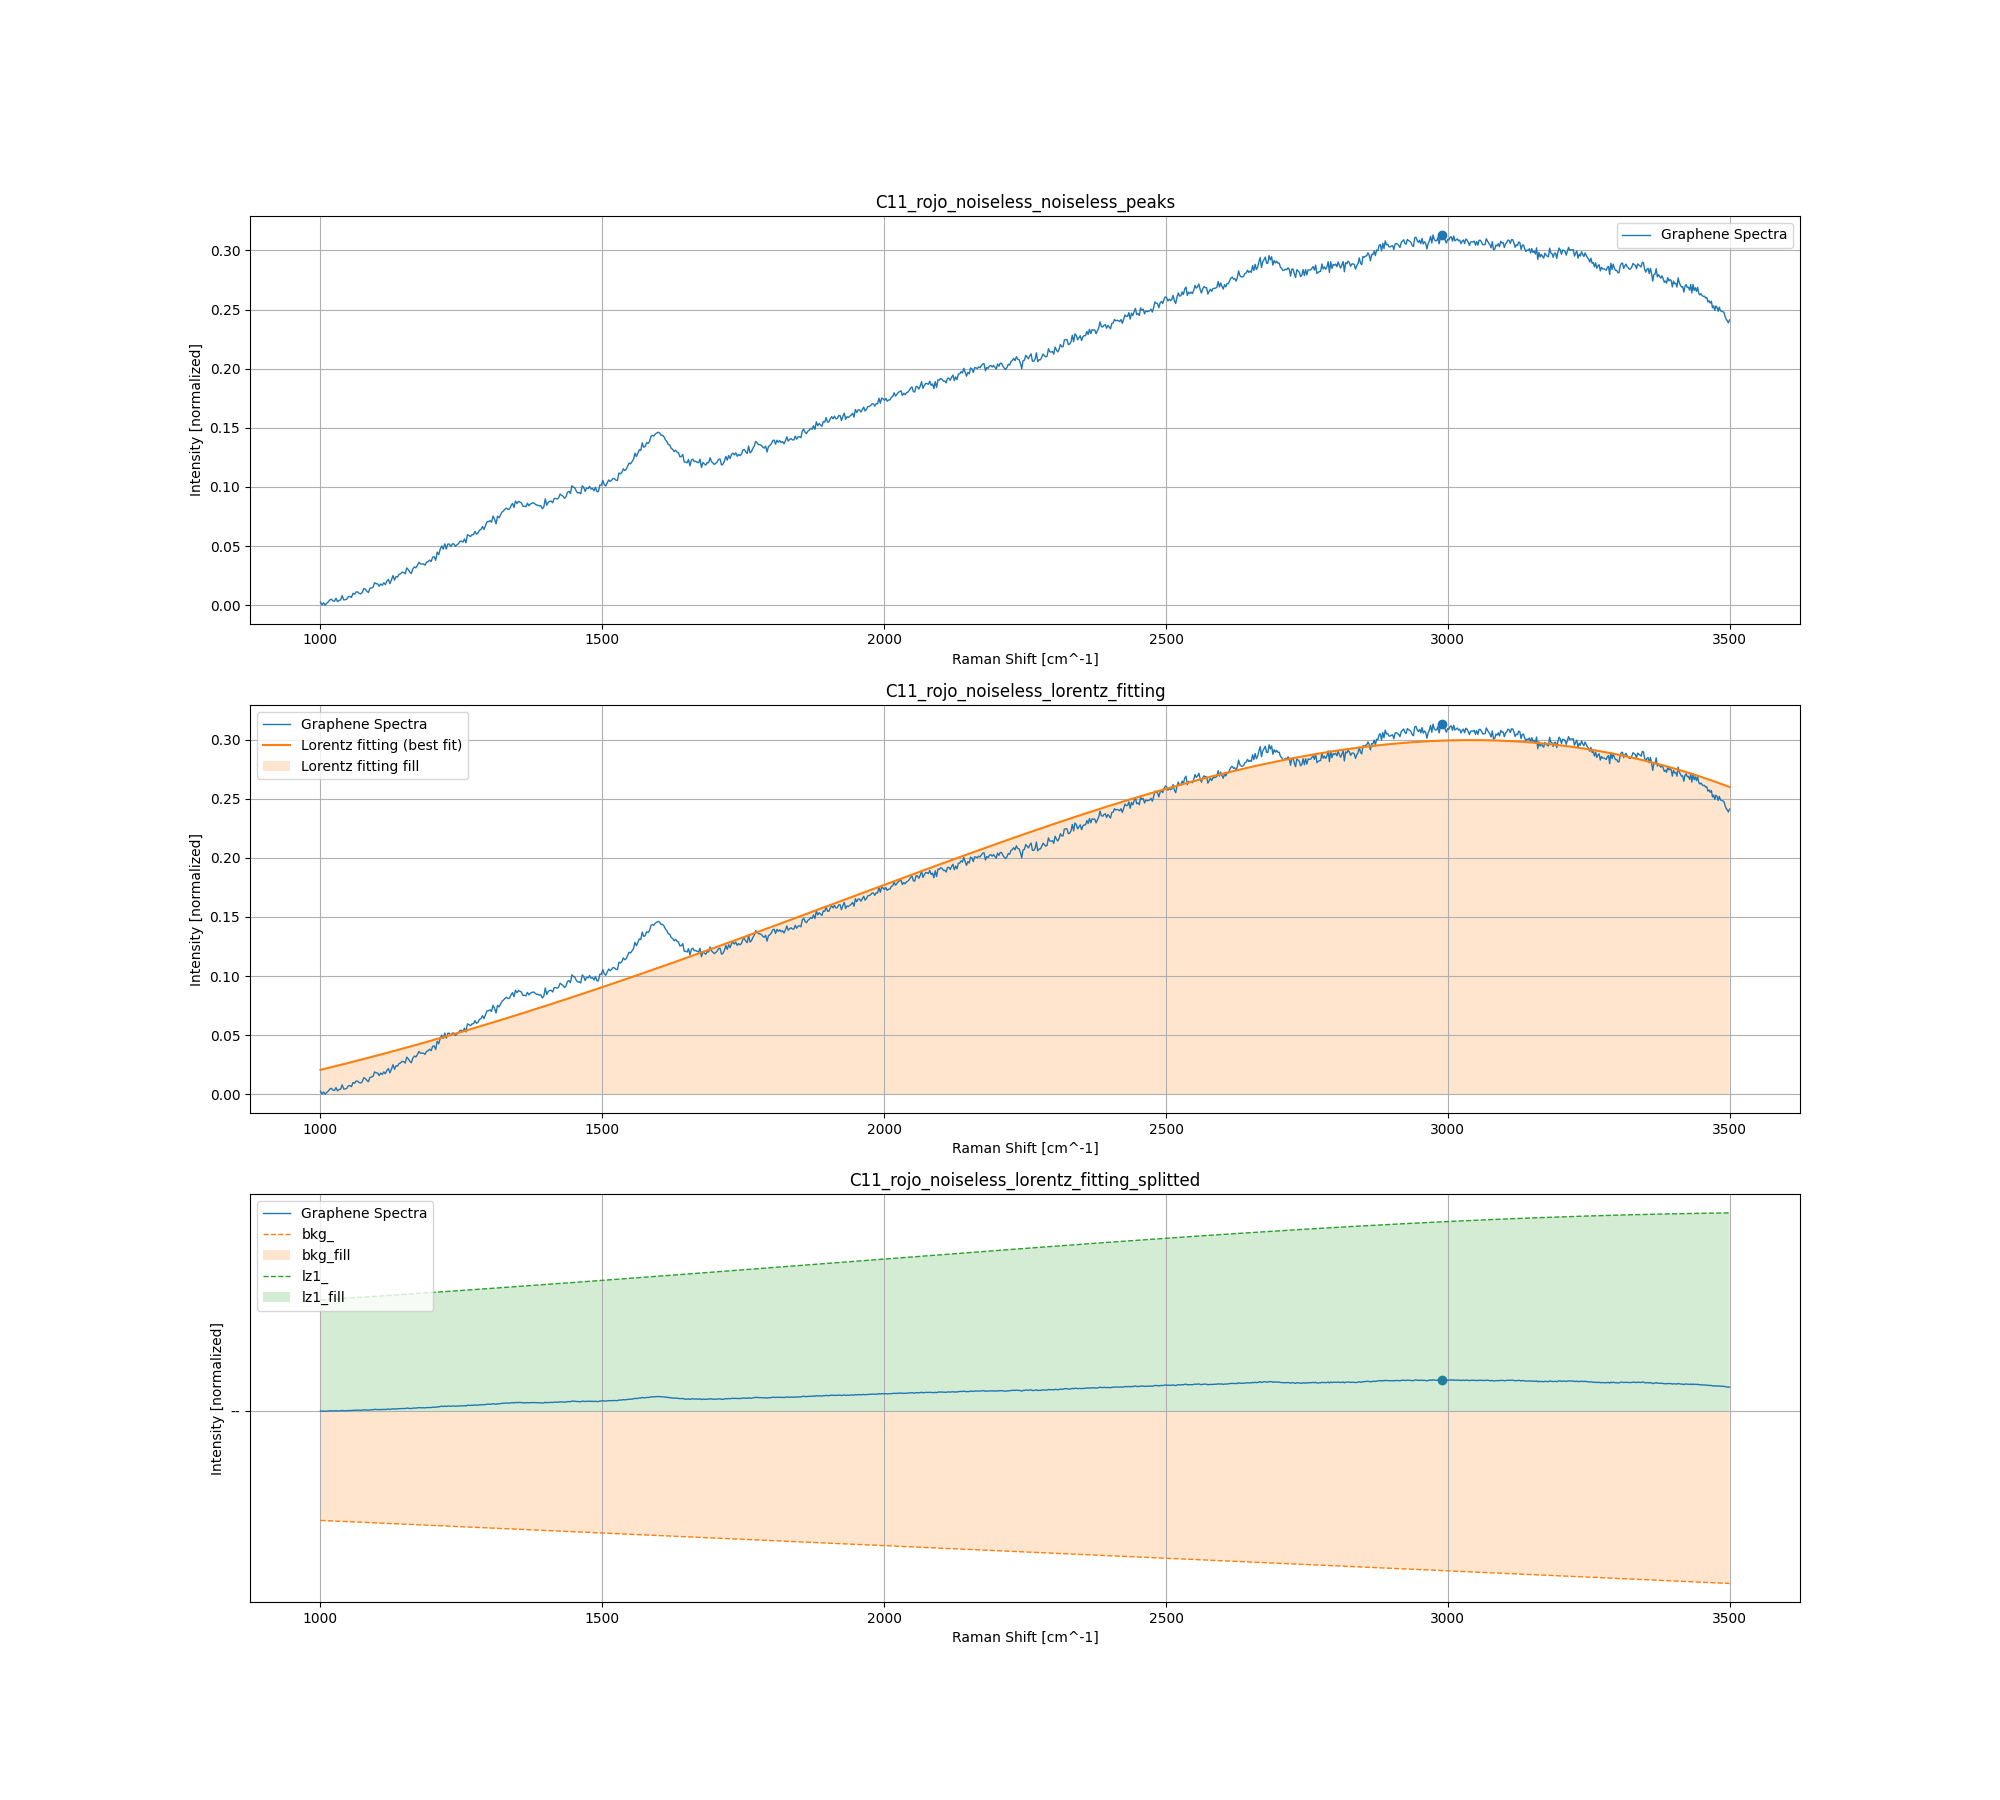 C11_rojo_noiseless_noiseless_peaks
Graphene Spectra
Intensity [normalized]
0.30
0.25
0.20
0.15
0.10
0.05
0.00
1000 1500 2000 2500 3000 3500
Raman Shift [cm^-1]
C11_rojo_noiseless_lorentz_fitting
Graphene Spectra
Lorentz fitting (best fit)
Lorentz fitting fill
Intensity [normalized]
0.30
0.25
0.20
0.15
0.10
0.05
0.00
1000 1500 2000 2500 3000 3500
Raman Shift [cm^-1]
C11_rojo_noiseless_lorentz_fitting_splitted
Graphene Spectra
bkg_
bkg_fill
lz1_
lz1_fill
Intensity [normalized]
--
1000 1500 2000 2500 3000 3500
Raman Shift [cm^-1]